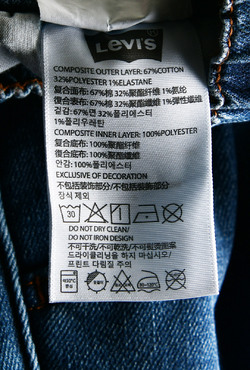 Levi's
COMPOSITE OUTER LAYER: 67%COTTON
32%POLYESTER 1%ELASTANE
复合面布: 67%棉 32%聚酯纤维 1%氨纶
複合面布: 67%棉 32%聚酯纖維 1%彈性纖維
겉감: 67%면 32%폴리에스터
1%폴리우레탄
COMPOSITE INNER LAYER: 100%POLYESTER
复合底布: 100%聚酯纤维
複合底布: 100%聚酯纖維
안감: 100%폴리에스터
EXCLUSIVE OF DECORATION
不包括装饰部分/不包括裝飾部分
장식 제외
30
DO NOT DRY CLEAN/
DO NOT IRON DESIGN
不可干洗/不可乾洗/不可熨烫图案
드라이클리닝을 하지 마십시오/
프린트 다림질 주의